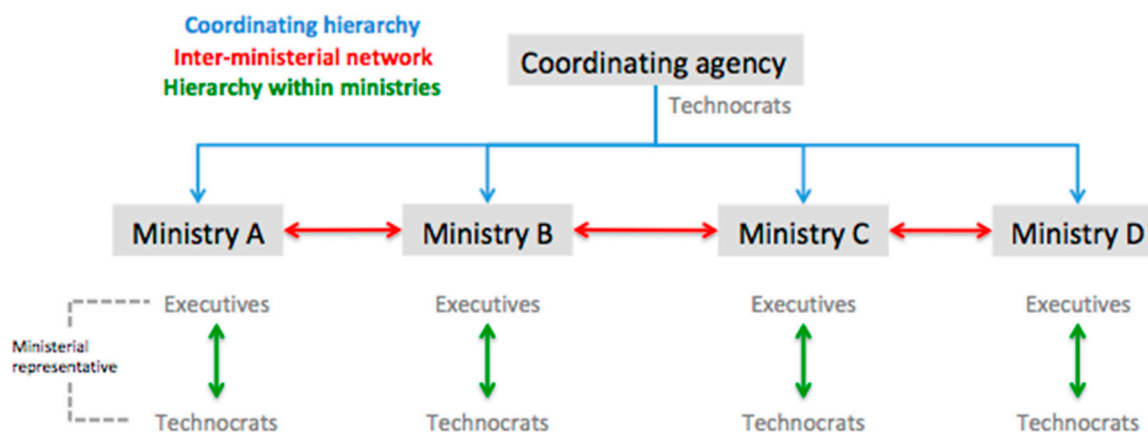 Coordinating hierarchy
Inter-ministerial network
Hierarchy within ministries
Coordinating agency
Technocrats
Ministry A
Ministry B
Ministry C
Ministry D
Executives
Executives
Executives
Executives
Ministerial
representative
Technocrats
Technocrats
Technocrats
Technocrats